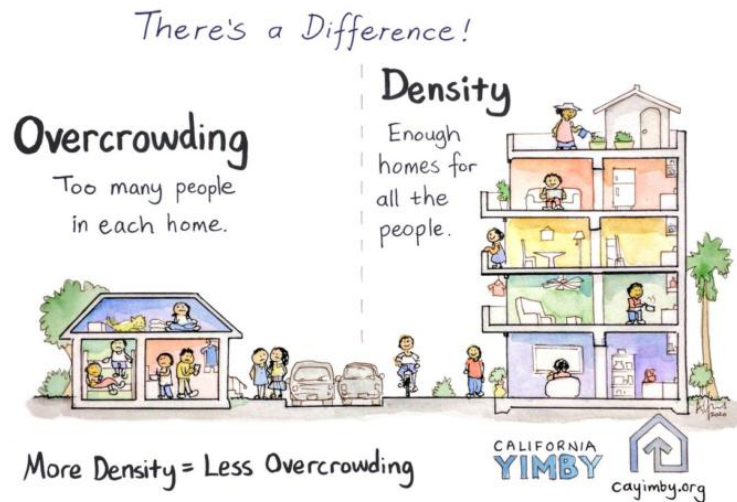 There's a Difference!
Overcrowding
Too many people
in each home.
Density
Enough
homes for
all the
people.
More Density = Less Overcrowding
CALIFORNIA
YIMBY
cayimby.org
2020